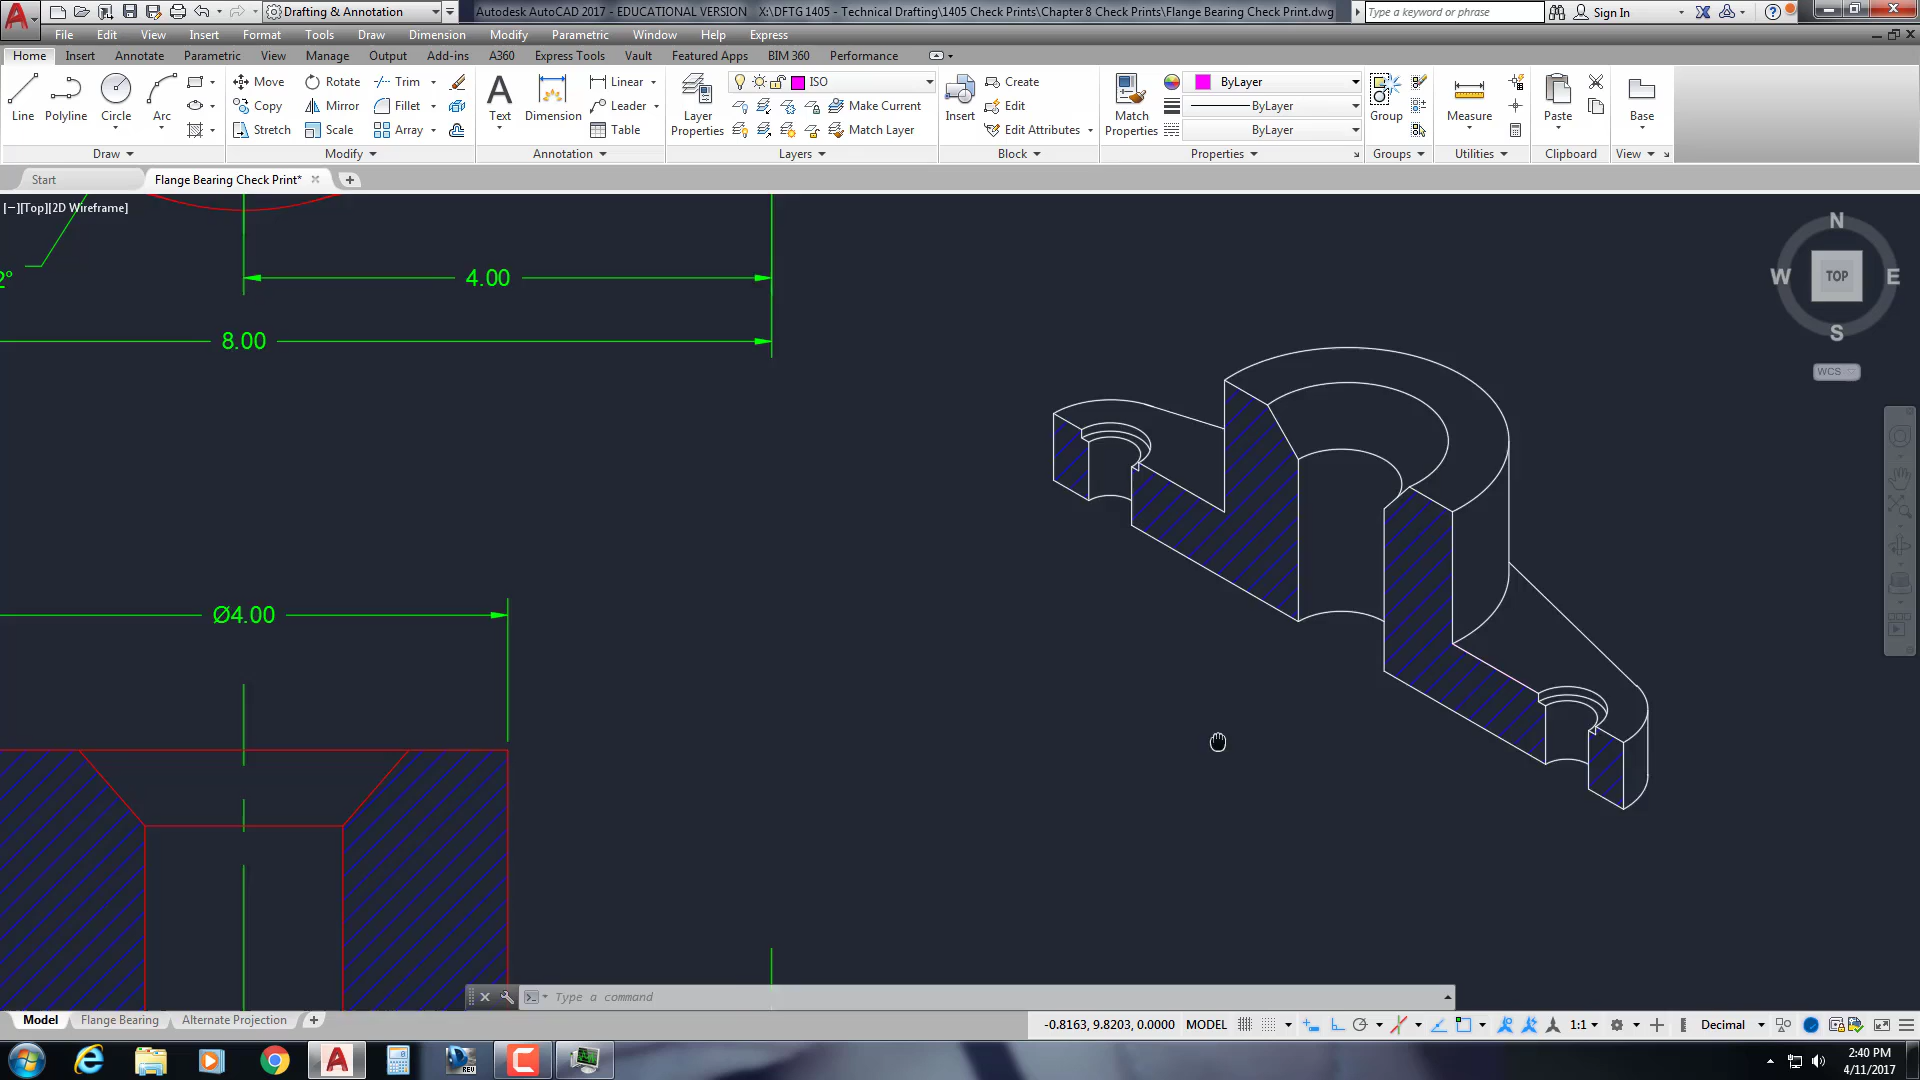 Drafting & Annotation
Autodesk AutoCAD 2017 - EDUCATIONAL VERSION X:\DFTG 1405 - Technical Drafting\1405 Check Prints\Chapter 8 Check Prints\Flange Bearing Check Print.dwg
Type a keyword or phrase
Sign In
File Edit View Insert Format Tools Draw Dimension Modify Parametric Window Help Express
Home Insert Annotate Parametric View Manage Output Add-ins A360 Express Tools Vault Featured Apps BIM 360 Performance
Line Polyline Circle Arc
Move Rotate Trim
Copy Mirror Fillet
Stretch Scale Array
Text Dimension
Linear
Leader
Table
Layer Properties
ISO
Make Current
Match Layer
Insert
Create
Edit
Edit Attributes
Match Properties
ByLayer
ByLayer
ByLayer
Group
Measure
Paste
Base
Draw Modify Annotation Layers Block Properties Groups Utilities Clipboard View
Start
Flange Bearing Check Print*
[−][Top][2D Wireframe]
N
W TOP E
S
WCS
2°
4.00
8.00
Ø4.00
Type a command
Model Flange Bearing Alternate Projection
-0.8163, 9.8203, 0.0000 MODEL 1:1 Decimal
REV
2:40 PM
4/11/2017